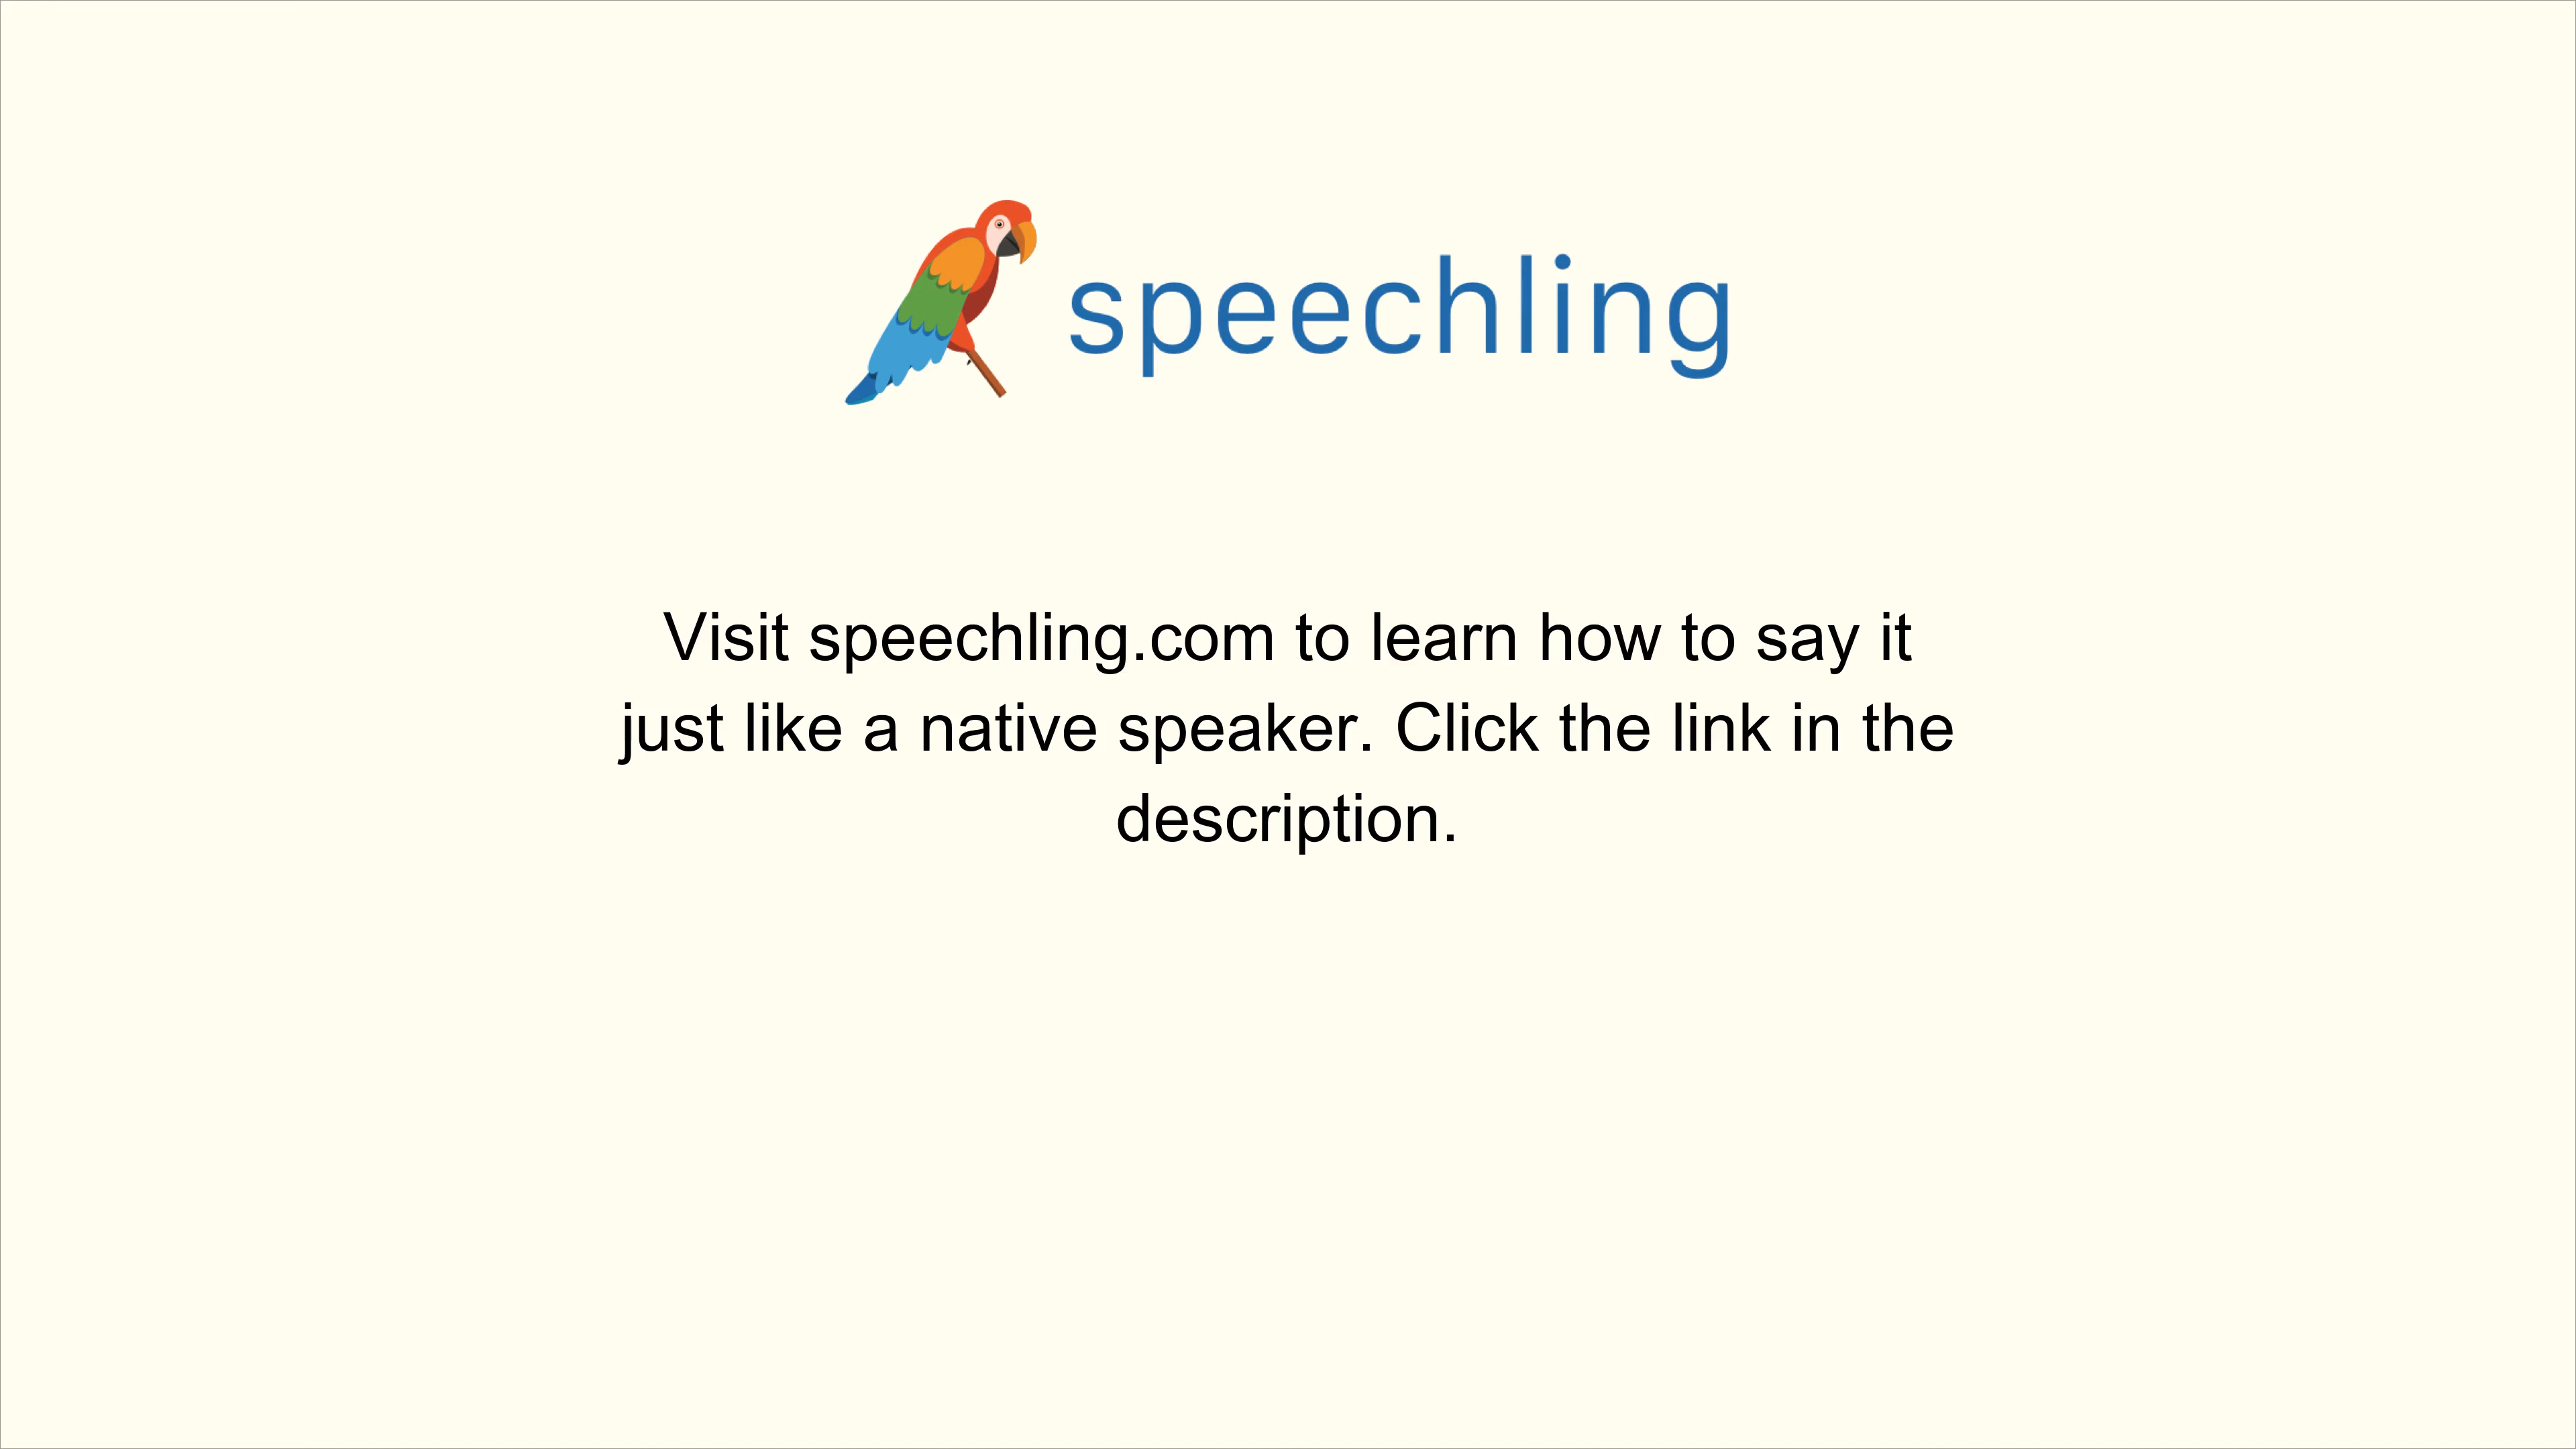 speechling
Visit speechling.com to learn how to say it
just like a native speaker. Click the link in the
description.